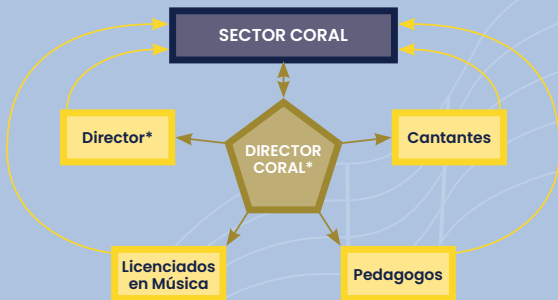 SECTOR CORAL
Director*
DIRECTOR
CORAL*
Cantantes
Licenciados
en Música
Pedagogos